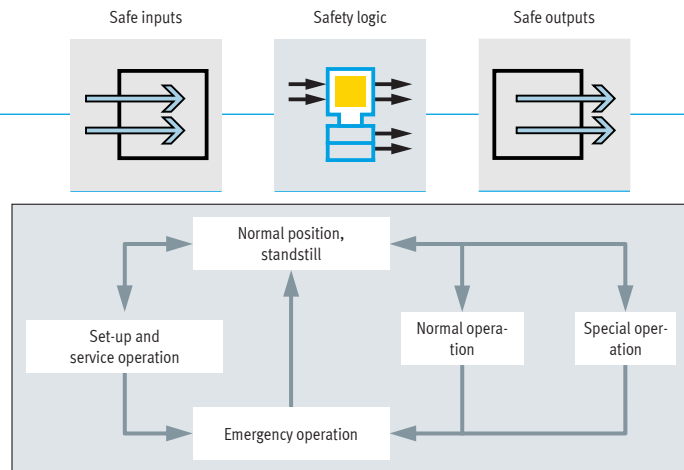 Safe inputs
Safety logic
Safe outputs
Normal position,
standstill
Set-up and
service operation
Normal opera-
tion
Special oper-
ation
Emergency operation